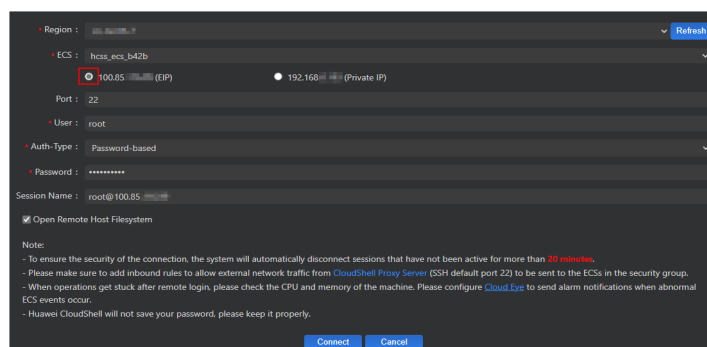 * Region :
Refresh
* ECS : hcss_ecs_b42b
100.85 (EIP) 192.168 (Private IP)
Port : 22
* User : root
* Auth-Type : Password-based
* Password : ••••••••••
Session Name : root@100.85
Open Remote Host Filesystem
Note:
- To ensure the security of the connection, the system will automatically disconnect sessions that have not been active for more than 20 minutes.
- Please make sure to add inbound rules to allow external network traffic from CloudShell Proxy Server (SSH default port 22) to be sent to the ECSs in the security group.
- When operations get stuck after remote login, please check the CPU and memory of the machine. Please configure Cloud Eye to send alarm notifications when abnormal
ECS events occur.
- Huawei CloudShell will not save your password, please keep it properly.
Connect Cancel